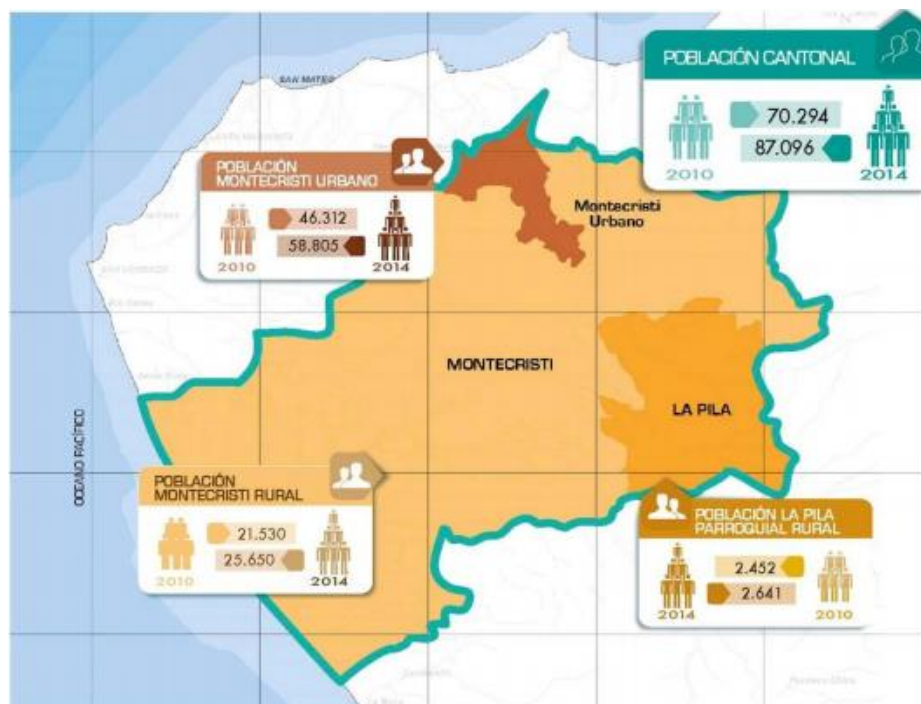 SAN MATEO
POBLACIÓN CANTONAL
70.294
87.096
2010
2014
POBLACIÓN
MONTECRISTI URBANO
46.312
58.805
2010
2014
Montecristi
Urbano
MONTECRISTI
LA PILA
OCEANO PACÍFICO
POBLACIÓN
MONTECRISTI RURAL
21.530
25.650
2010
2014
POBLACIÓN LA PILA
PARROQUIAL RURAL
2.452
2.641
2014
2010